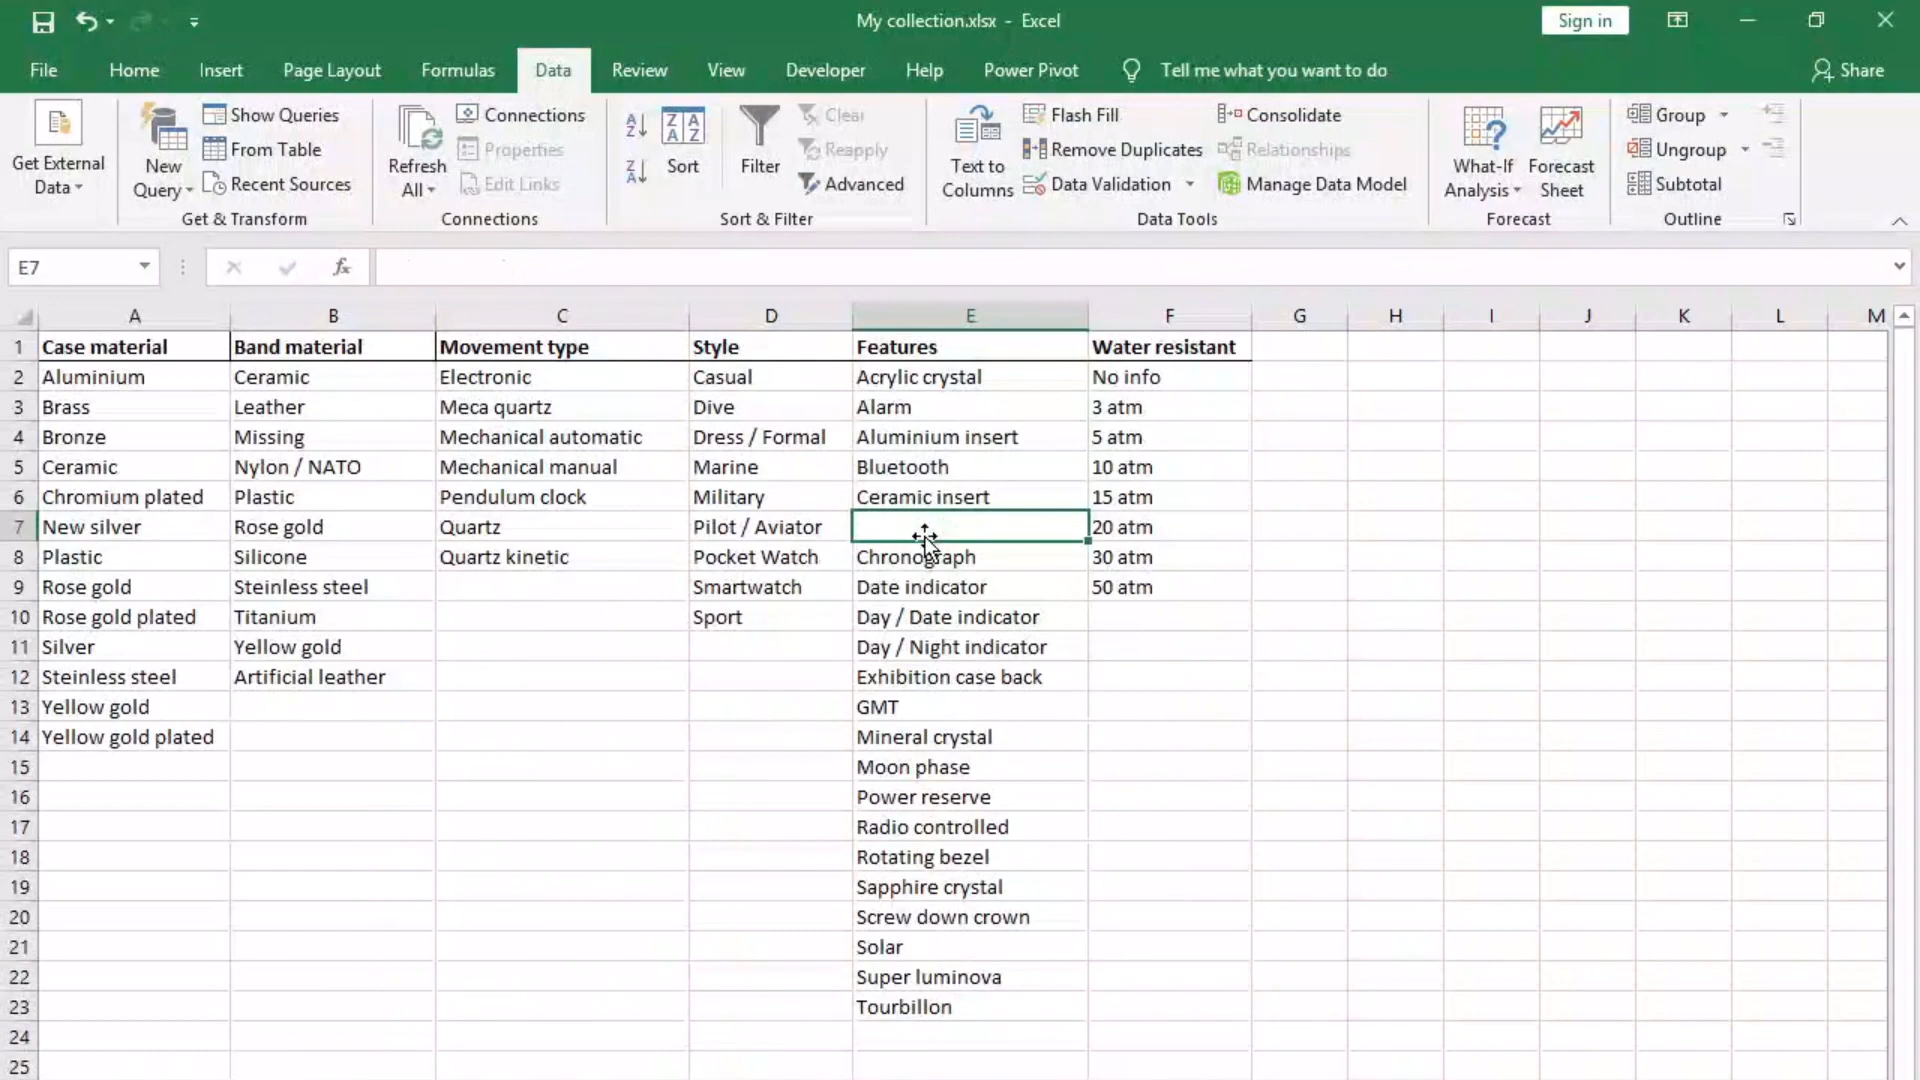 My collection.xlsx - Excel
Sign in
File Home Insert Page Layout Formulas Data Review View Developer Help Power Pivot Tell me what you want to do Share
Get External Data
New Query
Show Queries
From Table
Recent Sources
Get & Transform
Refresh All
Connections
Properties
Edit Links
Connections
A Z
Z A
Z A A Z
Sort
Filter
Clear
Reapply
Advanced
Sort & Filter
Text to Columns
Flash Fill
Remove Duplicates
Data Validation
Consolidate
Relationships
Manage Data Model
Data Tools
What-If Analysis
Forecast Sheet
Forecast
Group
Ungroup
Subtotal
Outline
E7 fx
A B C D E F G H I J K L M
1 Case material Band material Movement type Style Features Water resistant
2 Aluminium Ceramic Electronic Casual Acrylic crystal No info
3 Brass Leather Meca quartz Dive Alarm 3 atm
4 Bronze Missing Mechanical automatic Dress / Formal Aluminium insert 5 atm
5 Ceramic Nylon / NATO Mechanical manual Marine Bluetooth 10 atm
6 Chromium plated Plastic Pendulum clock Military Ceramic insert 15 atm
7 New silver Rose gold Quartz Pilot / Aviator 20 atm
8 Plastic Silicone Quartz kinetic Pocket Watch Chronograph 30 atm
9 Rose gold Steinless steel Smartwatch Date indicator 50 atm
10 Rose gold plated Titanium Sport Day / Date indicator
11 Silver Yellow gold Day / Night indicator
12 Steinless steel Artificial leather Exhibition case back
13 Yellow gold GMT
14 Yellow gold plated Mineral crystal
15 Moon phase
16 Power reserve
17 Radio controlled
18 Rotating bezel
19 Sapphire crystal
20 Screw down crown
21 Solar
22 Super luminova
23 Tourbillon
24
25